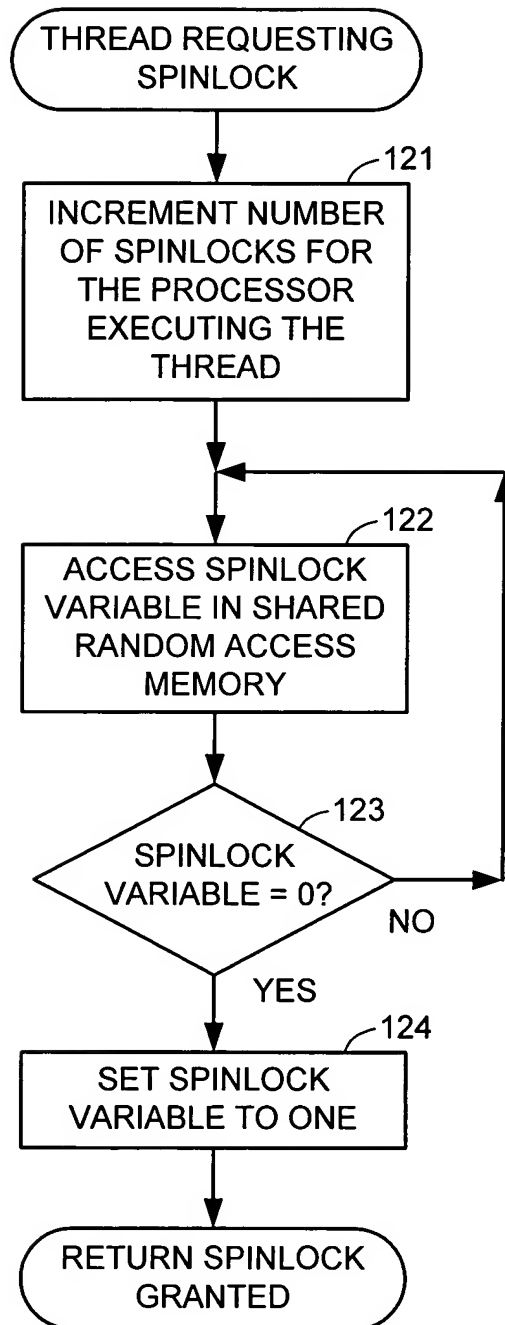 THREAD REQUESTING
SPINLOCK
121
INCREMENT NUMBER
OF SPINLOCKS FOR
THE PROCESSOR
EXECUTING THE
THREAD
122
ACCESS SPINLOCK
VARIABLE IN SHARED
RANDOM ACCESS
MEMORY
123
SPINLOCK
VARIABLE = 0?
NO
YES
124
SET SPINLOCK
VARIABLE TO ONE
RETURN SPINLOCK
GRANTED